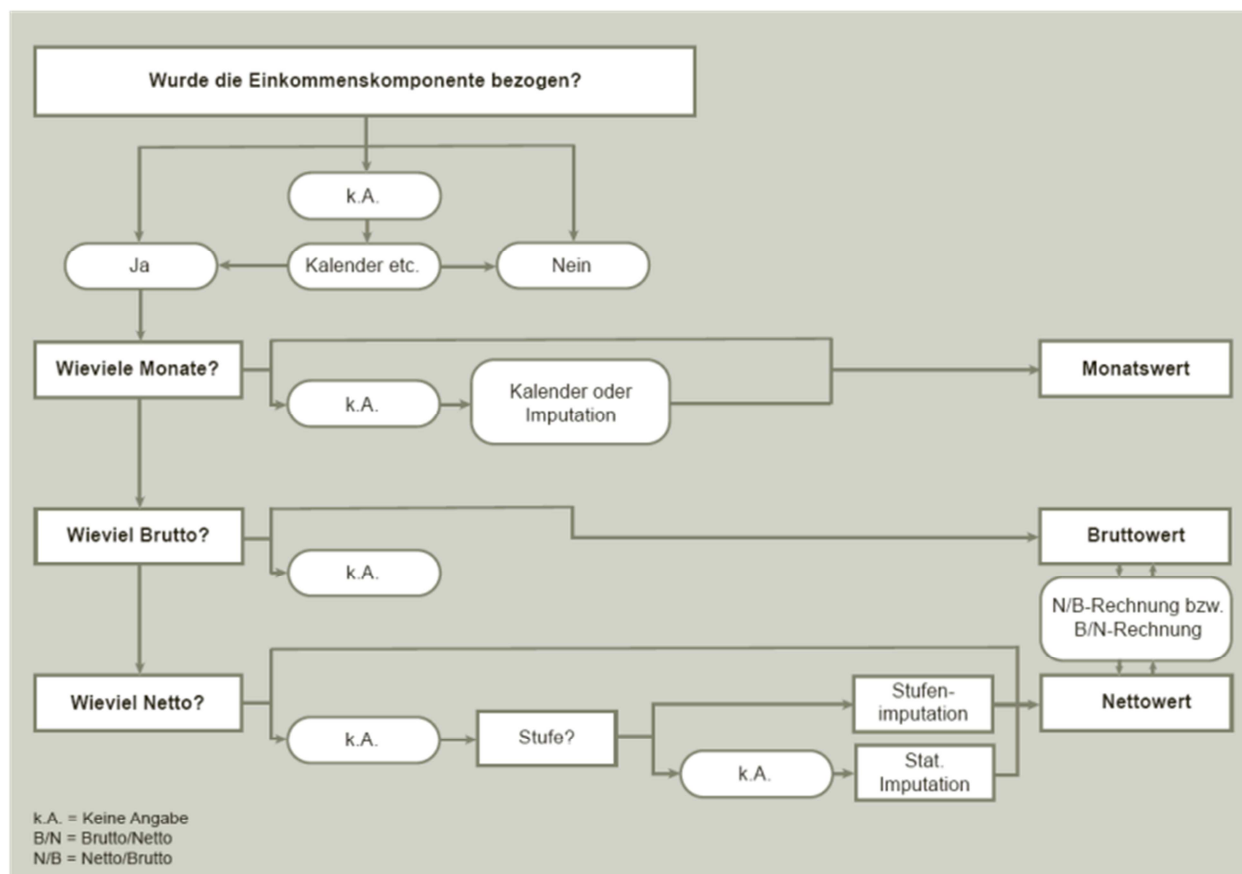 Wurde die Einkommenskomponente bezogen?
k.A.
Ja
Kalender etc.
Nein
Wieviele Monate?
k.A.
Kalender oder
Imputation
Monatswert
Wieviel Brutto?
k.A.
Bruttowert
N/B-Rechnung bzw.
B/N-Rechnung
Wieviel Netto?
k.A.
Stufe?
Stufen-
imputation
k.A.
Stat.
Imputation
Nettowert
k.A. = Keine Angabe
B/N = Brutto/Netto
N/B = Netto/Brutto